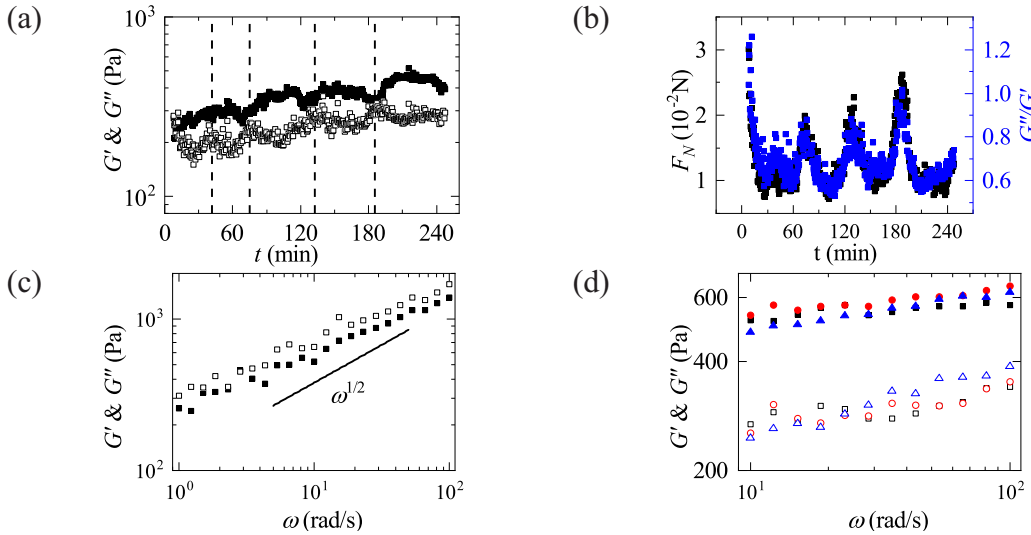 (a)
10³
10²
G′ & G″ (Pa)
0 60 120 180 240
t (min)
(b)
3
2
1
F_N (10⁻²N)
1.2
1.0
0.8
0.6
G″/G′
0 60 120 180 240
t (min)
(c)
10³
10²
G′ & G″ (Pa)
ω^{1/2}
10⁰ 10¹ 10²
ω (rad/s)
(d)
600
400
200
G′ & G″ (Pa)
10¹ 10²
ω (rad/s)